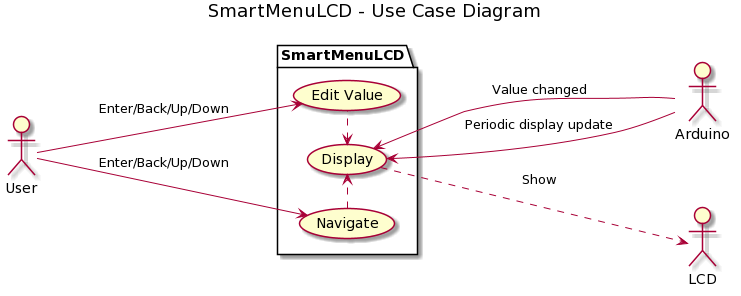 SmartMenuLCD - Use Case Diagram
SmartMenuLCD
Edit Value
Value changed
Enter/Back/Up/Down
Periodic display update
Arduino
Display
Enter/Back/Up/Down
User
Show
Navigate
LCD